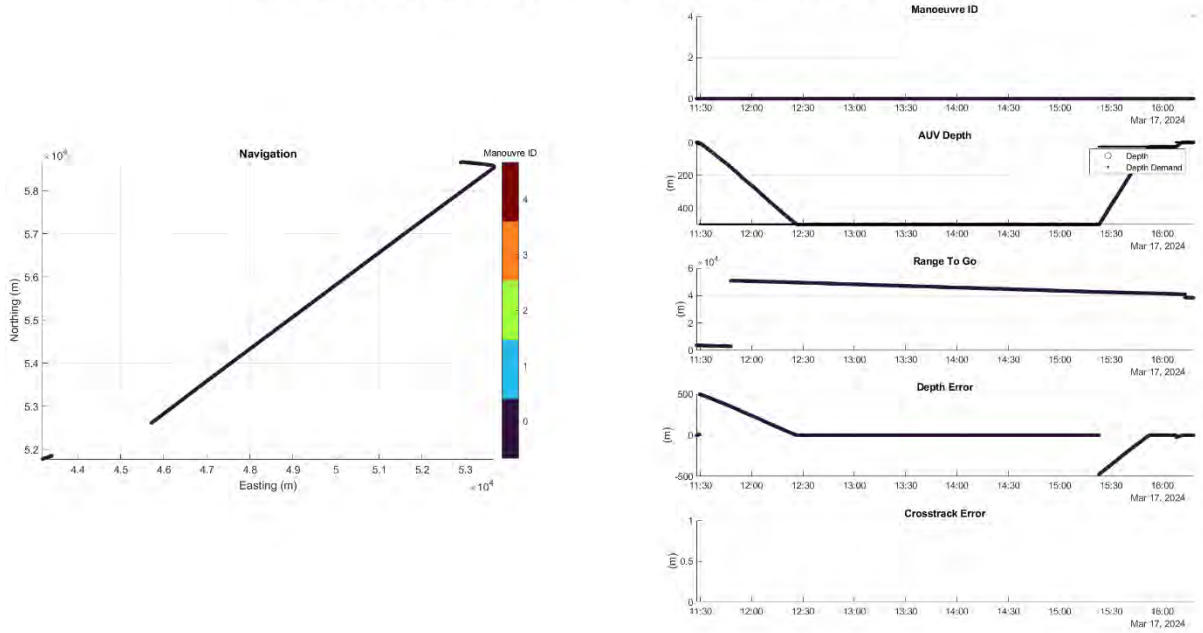 Navigation
×10⁶
5.8
5.7
5.6
5.5
5.4
5.3
5.2
Northing (m)
4.4 4.5 4.6 4.7 4.8 4.9 5 5.1 5.2 5.3
Easting (m)
×10⁴
Manouvre ID
4
3
2
1
0
Manoeuvre ID
4
2
0
11:30 12:00 12:30 13:00 13:30 14:00 14:30 15:00 15:30 16:00
Mar 17, 2024
AUV Depth
0
200
400
(m)
Depth
Depth Demand
11:30 12:00 12:30 13:00 13:30 14:00 14:30 15:00 15:30 16:00
Mar 17, 2024
Range To Go
×10⁴
6
4
2
0
(m)
11:30 12:00 12:30 13:00 13:30 14:00 14:30 15:00 15:30 16:00
Mar 17, 2024
Depth Error
500
0
-500
(m)
11:30 12:00 12:30 13:00 13:30 14:00 14:30 15:00 15:30 16:00
Mar 17, 2024
Crosstrack Error
1
0.5
0
(m)
11:30 12:00 12:30 13:00 13:30 14:00 14:30 15:00 15:30 16:00
Mar 17, 2024